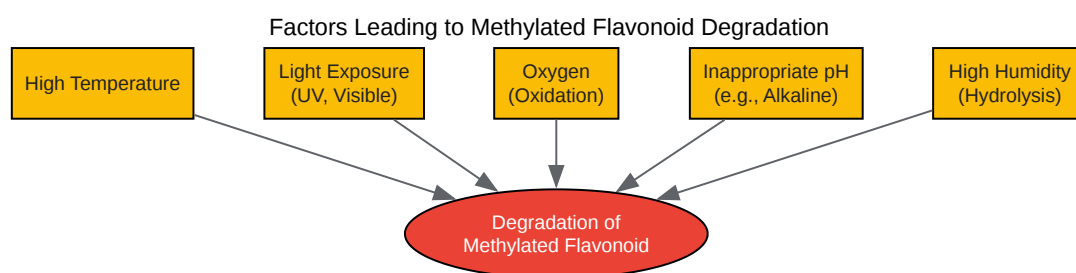 Factors Leading to Methylated Flavonoid Degradation
High Temperature
Light Exposure
(UV, Visible)
Oxygen
(Oxidation)
Inappropriate pH
(e.g., Alkaline)
High Humidity
(Hydrolysis)
Degradation of
Methylated Flavonoid